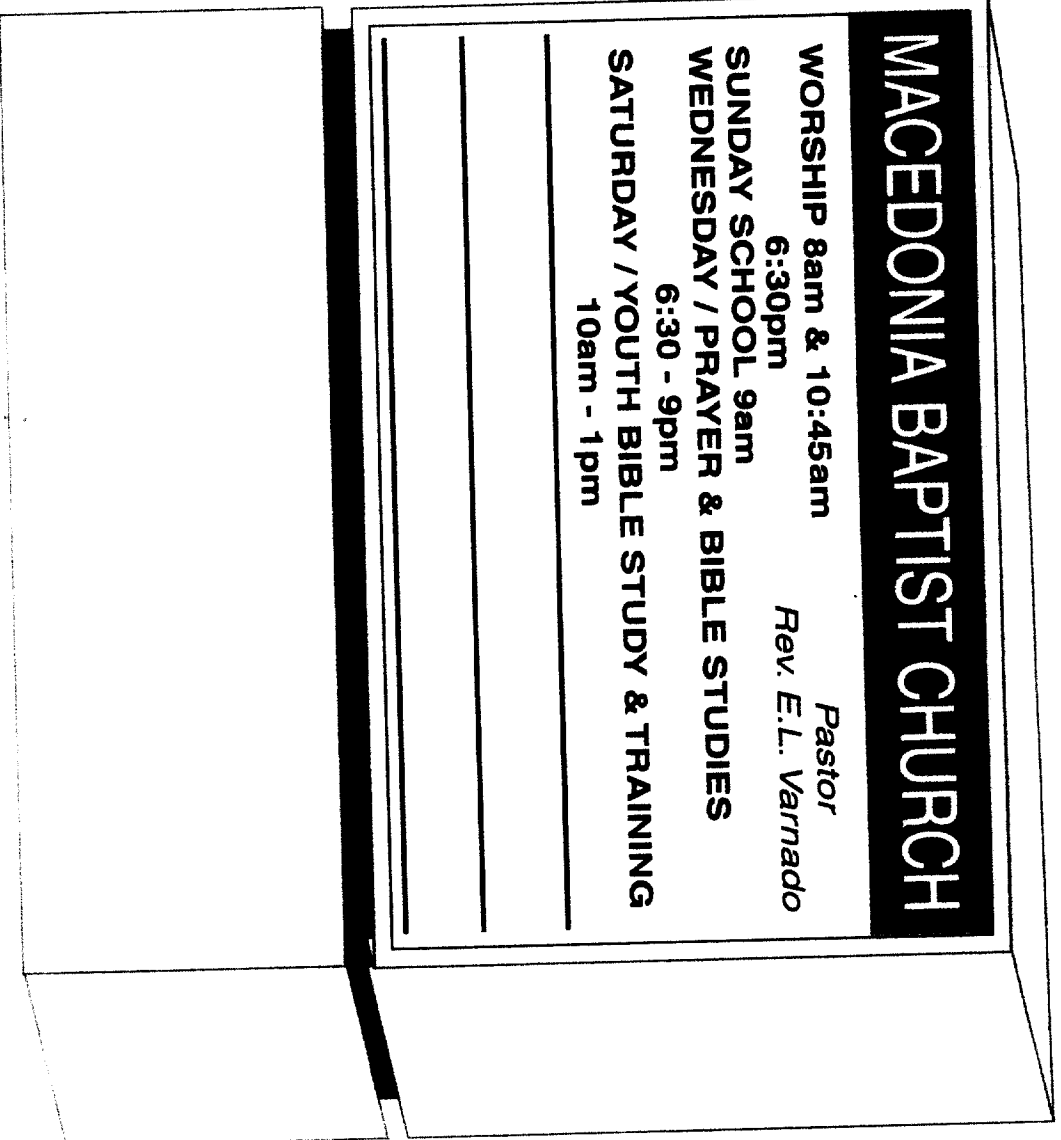 MACEDONIA BAPTIST CHURCH
WORSHIP 8am & 10:45am
6:30pm
Pastor
Rev. E.L. Varnado
SUNDAY SCHOOL 9am
WEDNESDAY / PRAYER & BIBLE STUDIES
6:30 - 9pm
SATURDAY / YOUTH BIBLE STUDY & TRAINING
10am - 1pm